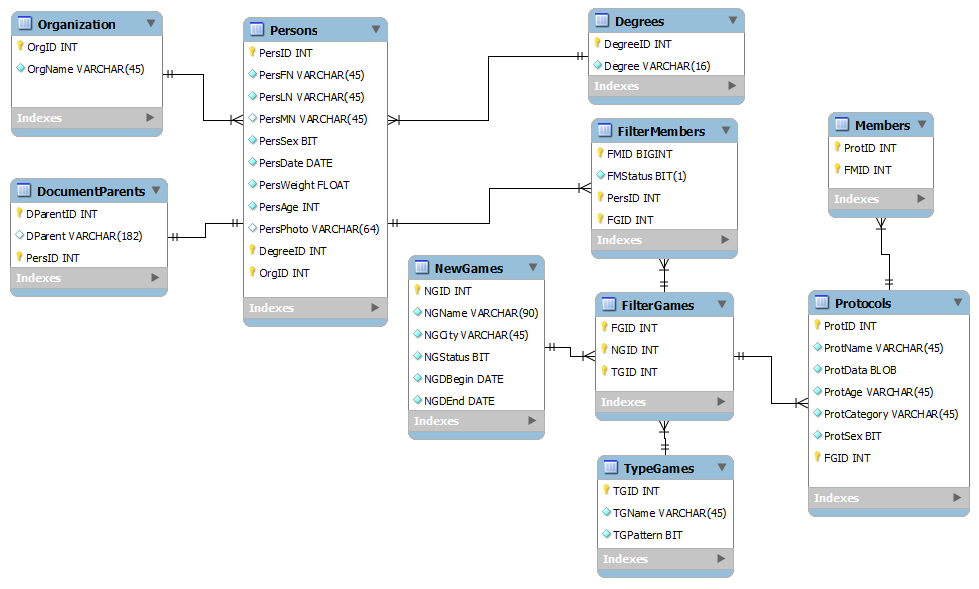 Organization
OrgID INT
OrgName VARCHAR(45)
Indexes
Persons
PersID INT
PersFN VARCHAR(45)
PersLN VARCHAR(45)
PersMN VARCHAR(45)
PersSex BIT
PersDate DATE
PersWeight FLOAT
PersAge INT
PersPhoto VARCHAR(64)
DegreeID INT
OrgID INT
Indexes
Degrees
DegreeID INT
Degree VARCHAR(16)
Indexes
DocumentParents
DParentID INT
DParent VARCHAR(182)
PersID INT
Indexes
FilterMembers
FMID BIGINT
FMStatus BIT(1)
PersID INT
FGID INT
Indexes
Members
ProtID INT
FMID INT
Indexes
NewGames
NGID INT
NGName VARCHAR(90)
NGCity VARCHAR(45)
NGStatus BIT
NGDBegin DATE
NGDEnd DATE
Indexes
FilterGames
FGID INT
NGID INT
TGID INT
Indexes
Protocols
ProtID INT
ProtName VARCHAR(45)
ProtData BLOB
ProtAge VARCHAR(45)
ProtCategory VARCHAR(45)
ProtSex BIT
FGID INT
Indexes
TypeGames
TGID INT
TGName VARCHAR(45)
TGPattern BIT
Indexes